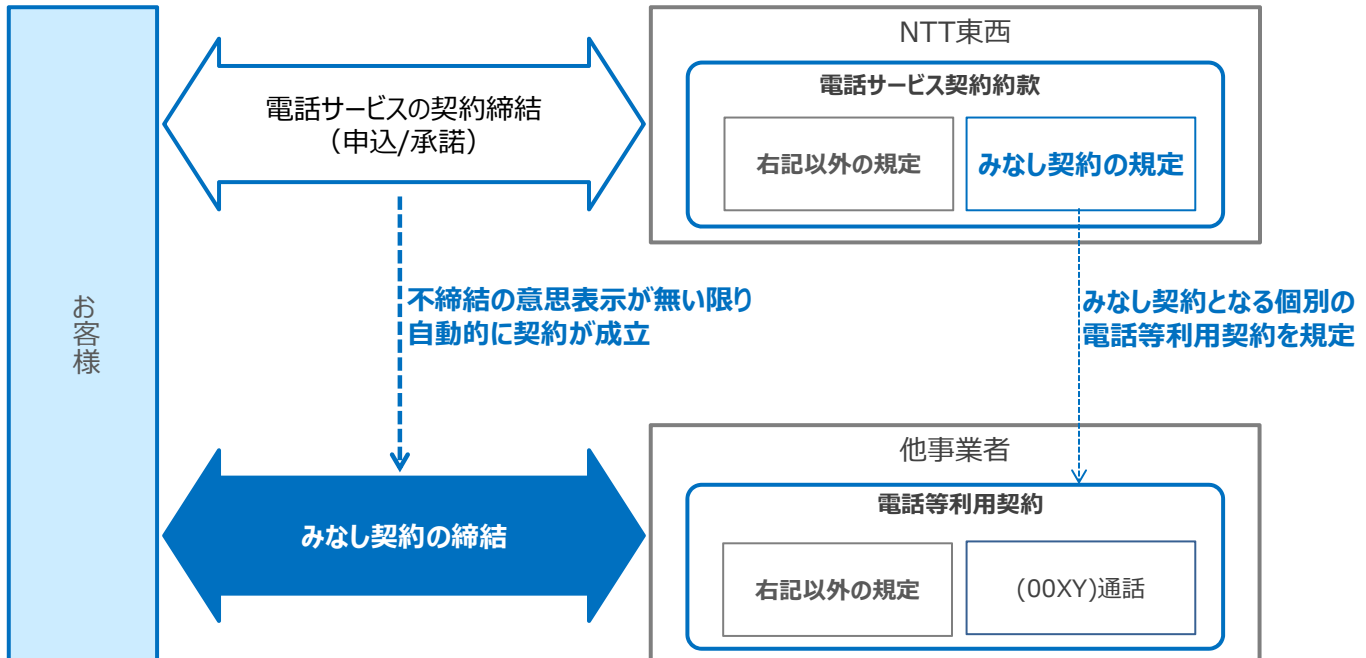 NTT東西
電話サービス契約約款
電話サービスの契約締結
（申込/承諾）
右記以外の規定
みなし契約の規定
お客様
不締結の意思表示が無い限り
自動的に契約が成立
みなし契約となる個別の
電話等利用契約を規定
他事業者
電話等利用契約
みなし契約の締結
右記以外の規定
(00XY)通話